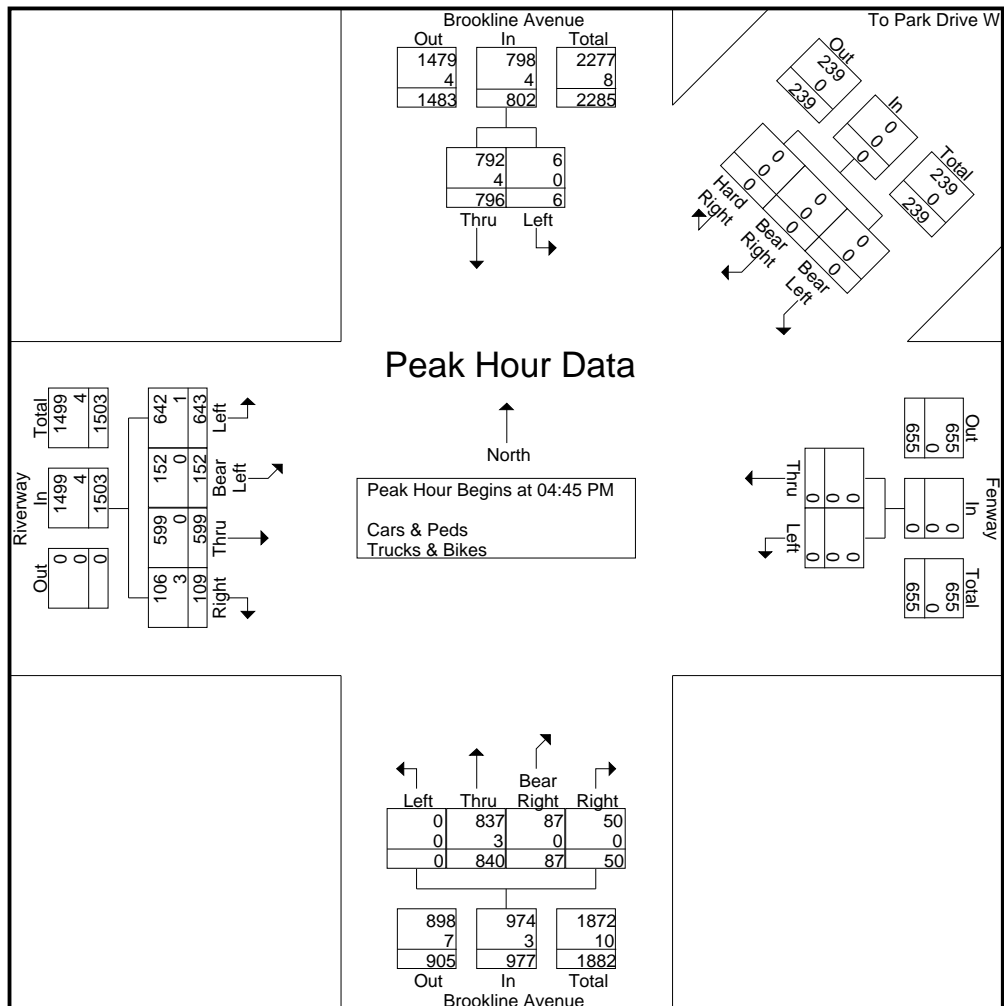 Brookline Avenue
Out In Total
1479 798 2277
4 4 8
1483 802 2285
792 6
4 0
796 6
Thru Left
To Park Drive W
Out
239
0
239
In
0
0
0
Total
239
0
239
0 0 0
0 0 0
0 0 0
Hard Right
Bear Right
Bear Left
Peak Hour Data
North
Peak Hour Begins at 04:45 PM
Cars & Peds
Trucks & Bikes
Riverway
Total
1499
4
1503
In
1499
4
1503
Out
0
0
0
642 1 643
Left
152 0 152
Bear Left
599 0 599
Thru
106 3 109
Right
Fenway
Out
655
0
655
In
0
0
0
Total
655
0
655
Thru
0 0 0
Left
0 0 0
Left Thru Bear Right Right
0 837 87 50
0 3 0 0
0 840 87 50
898 974 1872
7 3 10
905 977 1882
Out In Total
Brookline Avenue